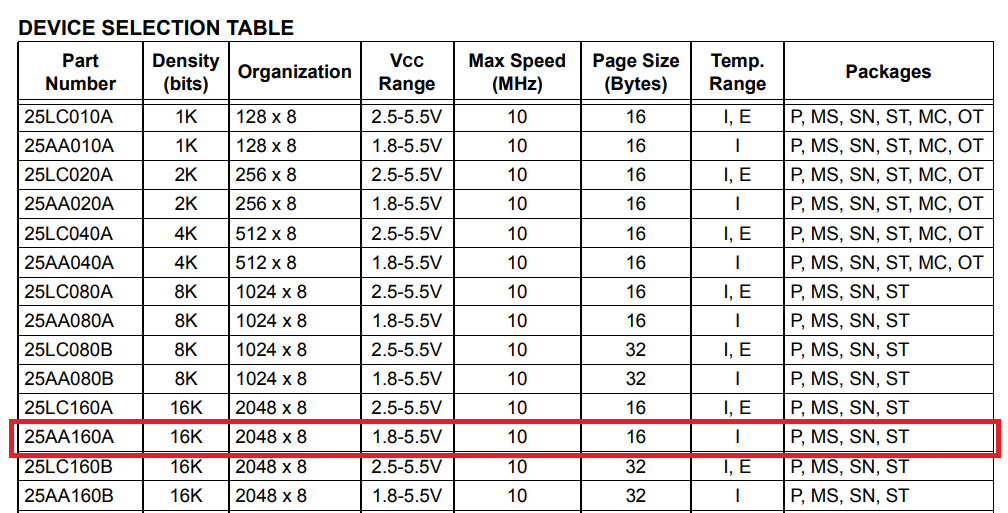 DEVICE SELECTION TABLE
Part Number Density (bits) Organization VCC Range Max Speed (MHz) Page Size (Bytes) Temp. Range Packages
25LC010A 1K 128 x 8 2.5-5.5V 10 16 I, E P, MS, SN, ST, MC, OT
25AA010A 1K 128 x 8 1.8-5.5V 10 16 I P, MS, SN, ST, MC, OT
25LC020A 2K 256 x 8 2.5-5.5V 10 16 I, E P, MS, SN, ST, MC, OT
25AA020A 2K 256 x 8 1.8-5.5V 10 16 I P, MS, SN, ST, MC, OT
25LC040A 4K 512 x 8 2.5-5.5V 10 16 I, E P, MS, SN, ST, MC, OT
25AA040A 4K 512 x 8 1.8-5.5V 10 16 I P, MS, SN, ST, MC, OT
25LC080A 8K 1024 x 8 2.5-5.5V 10 16 I, E P, MS, SN, ST
25AA080A 8K 1024 x 8 1.8-5.5V 10 16 I P, MS, SN, ST
25LC080B 8K 1024 x 8 2.5-5.5V 10 32 I, E P, MS, SN, ST
25AA080B 8K 1024 x 8 1.8-5.5V 10 32 I P, MS, SN, ST
25LC160A 16K 2048 x 8 2.5-5.5V 10 16 I, E P, MS, SN, ST
25AA160A 16K 2048 x 8 1.8-5.5V 10 16 I P, MS, SN, ST
25LC160B 16K 2048 x 8 2.5-5.5V 10 32 I, E P, MS, SN, ST
25AA160B 16K 2048 x 8 1.8-5.5V 10 32 I P, MS, SN, ST